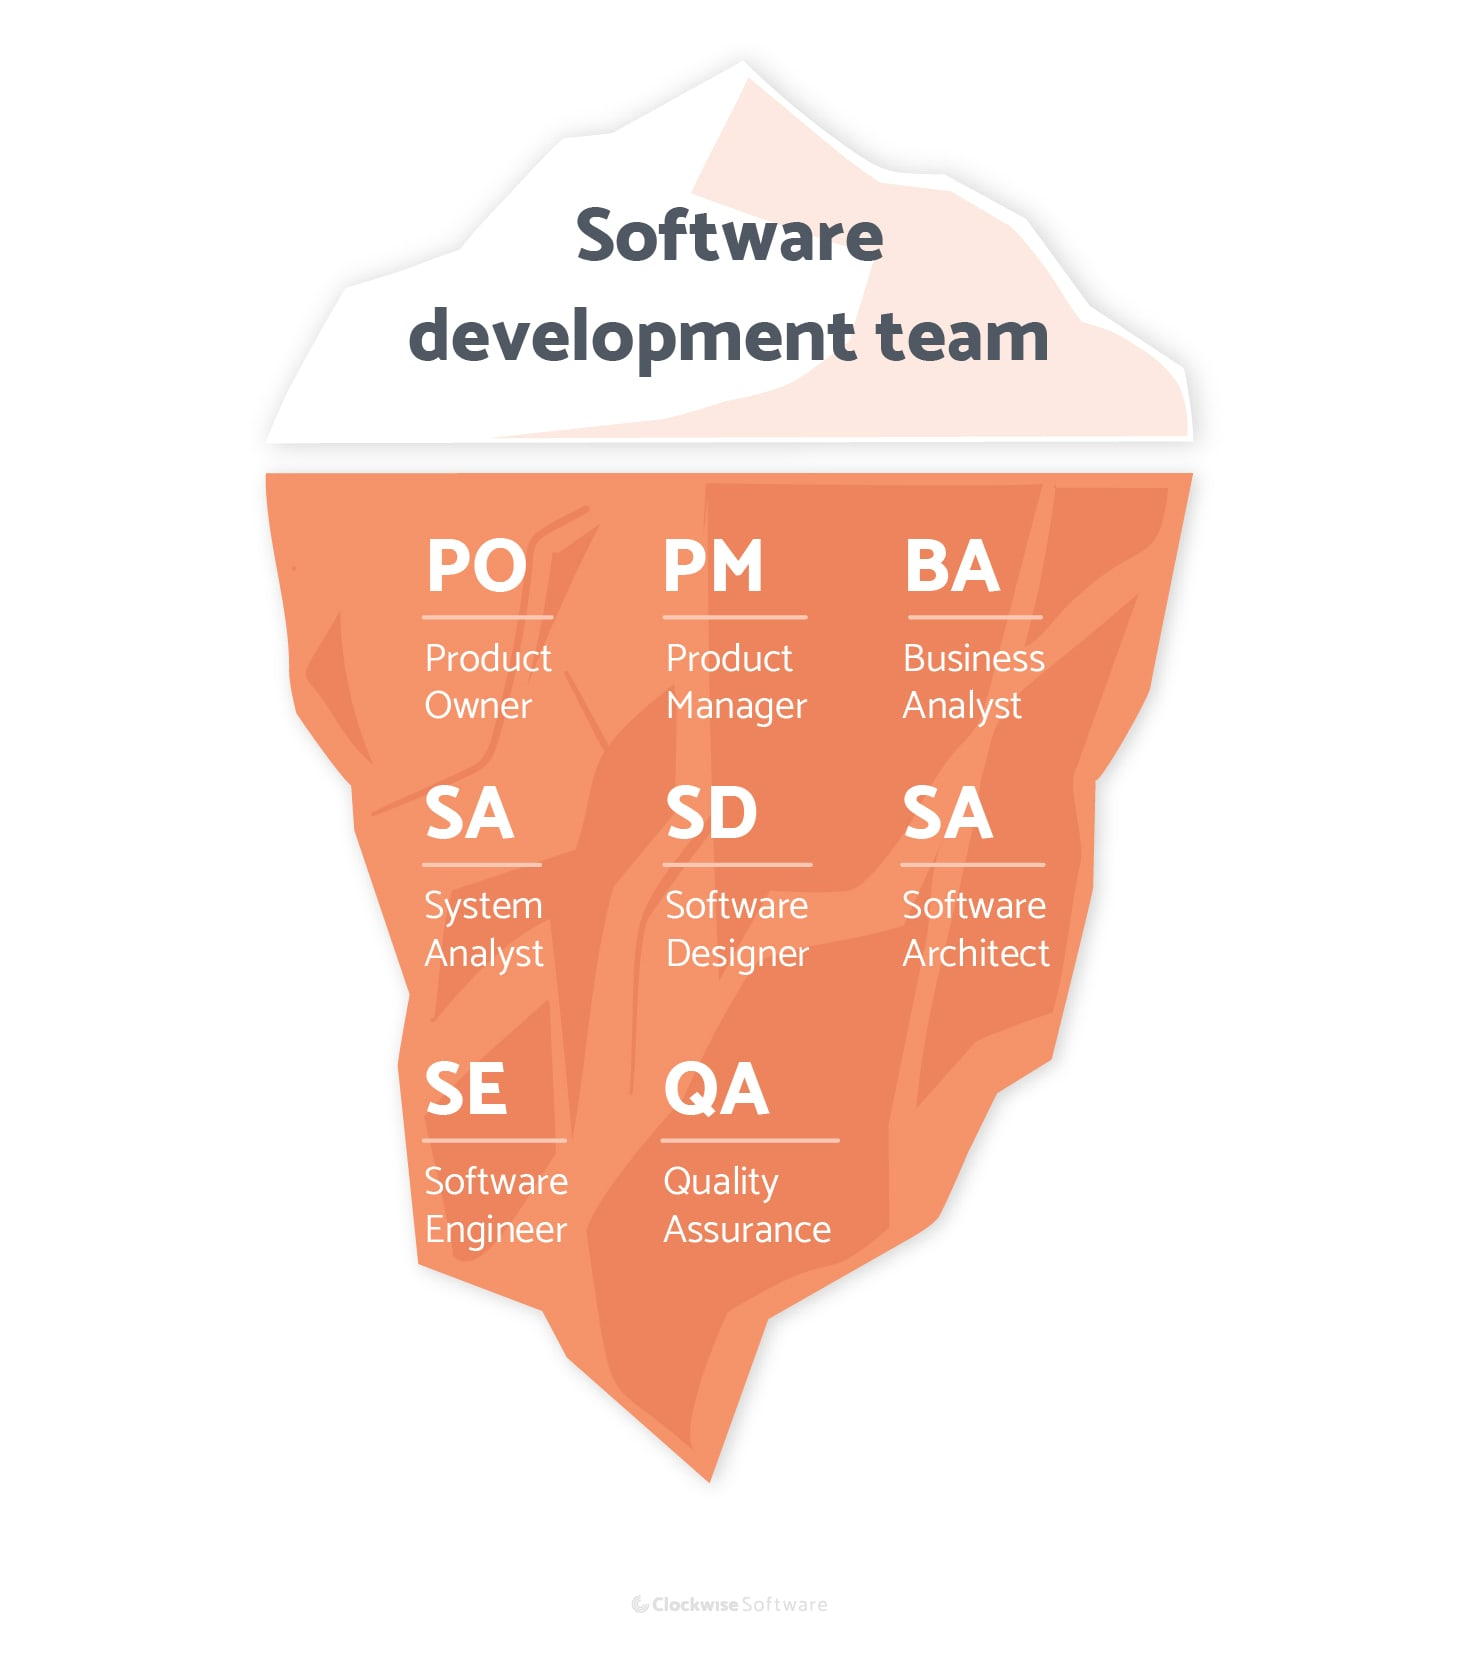 Software
development team
PO PM BA
Product Product Business
Owner Manager Analyst
SA SD SA
System Software Software
Analyst Designer Architect
SE QA
Software Quality
Engineer Assurance
Clockwise Software